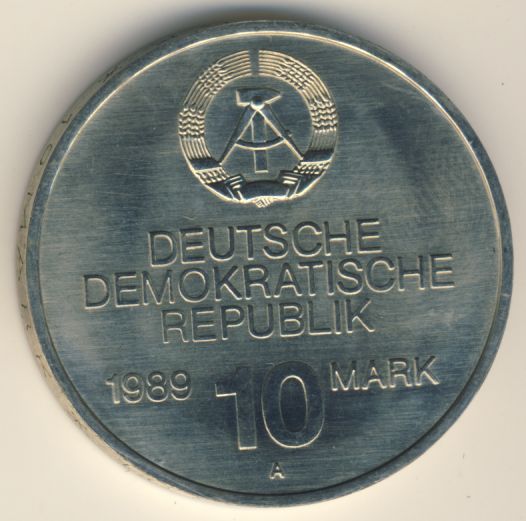 DEUTSCHE
DEMOKRATISCHE
REPUBLIK
1989 10 MARK
A